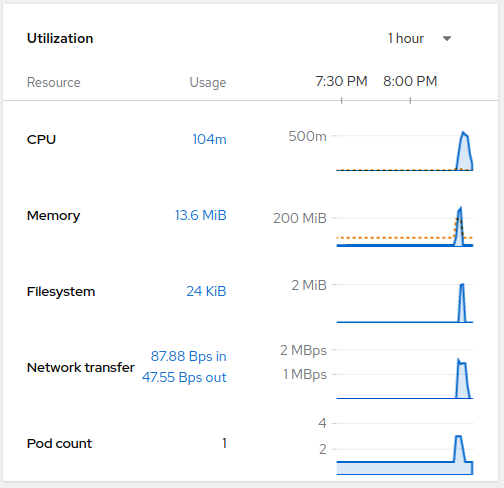 Utilization 1 hour
Resource Usage 7:30 PM 8:00 PM
CPU 104m 500m
Memory 13.6 MiB 200 MiB
Filesystem 24 KiB 2 MiB
Network transfer 87.88 Bps in 2 MBps
47.55 Bps out 1 MBps
Pod count 1 4
2